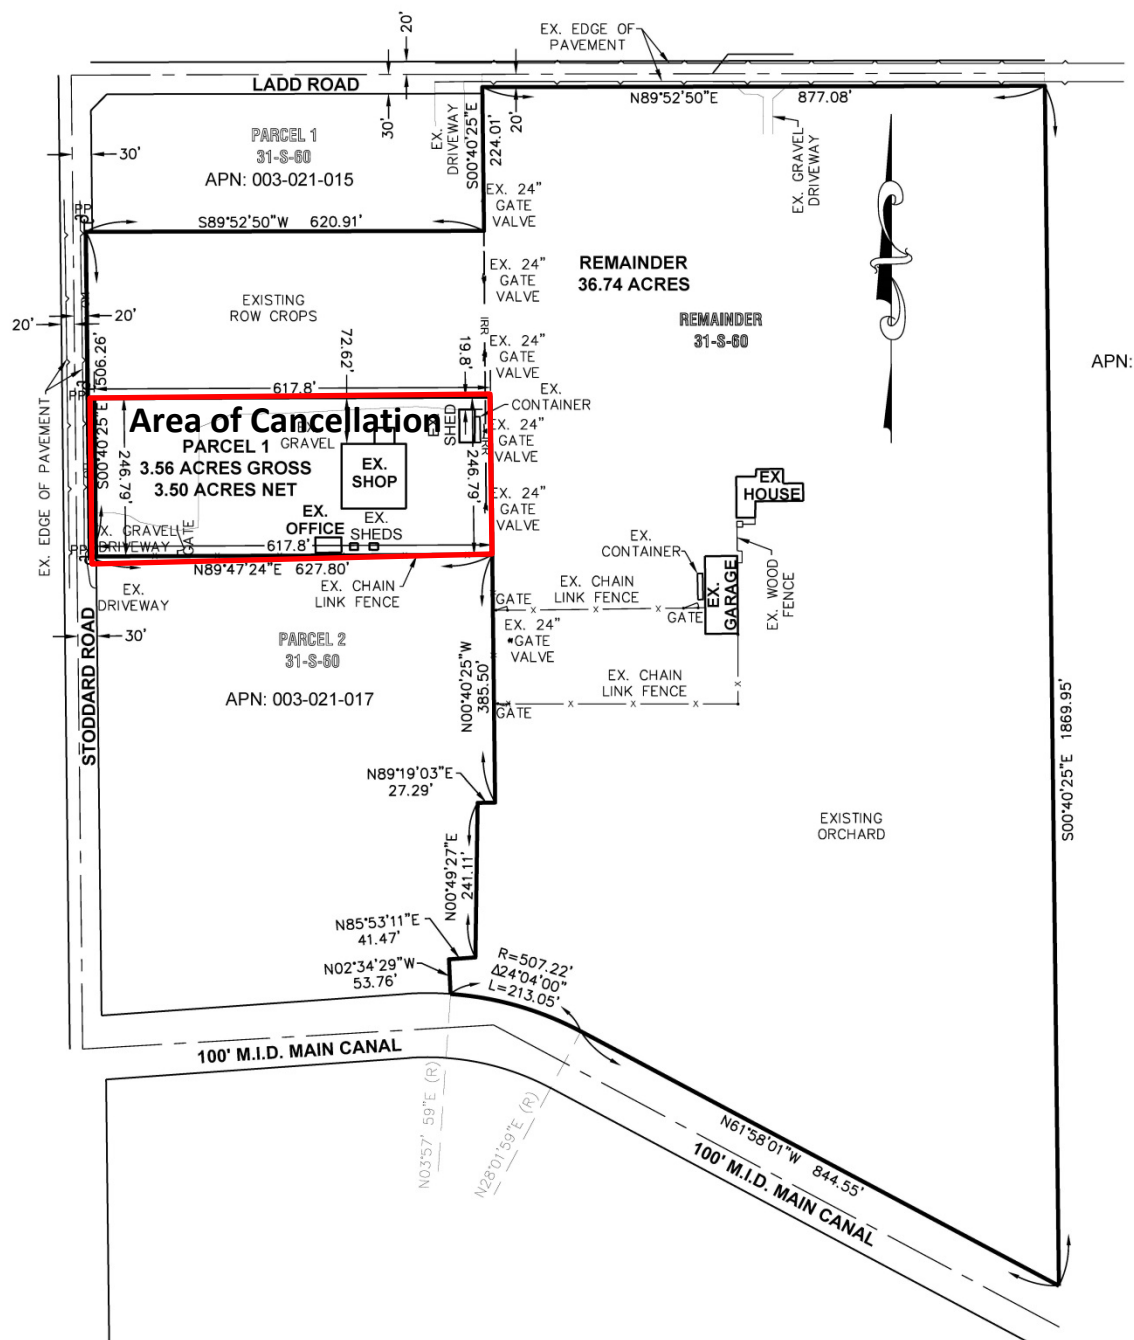 20'
EX. EDGE OF
PAVEMENT
LADD ROAD
N89°52'50"E 877.08'
30'
20'
EX.
DRIVEWAY
S00°40'25"E
224.01'
EX. GRAVEL
DRIVEWAY
PARCEL 1
31-S-60
APN: 003-021-015
30'
EX. 24"
GATE
VALVE
PP
S89°52'50"W 620.91'
EX. 24"
GATE
VALVE
REMAINDER
36.74 ACRES
REMAINDER
31-S-60
EXISTING
ROW CROPS
20'
20'
IRR
72.62'
19.8'
EX. 24"
GATE
VALVE
APN:
506.26'
S00°40'25"E
617.8'
PP
EX.
CONTAINER
Area of Cancellation
EX.
SHED
EX.
GRAVEL
EX. 24"
GATE
VALVE
IRR
PARCEL 1
3.56 ACRES GROSS
3.50 ACRES NET
246.79'
246.79'
EX.
SHOP
EX. 24"
GATE
VALVE
EX
HOUSE
EX.
OFFICE
EX.
SHEDS
EX. EDGE OF PAVEMENT
X. GRAVEL
DRIVEWAY
GATE
617.8'
PP
N89°47'24"E 627.80'
EX. CHAIN
LINK FENCE
EX.
DRIVEWAY
EX.
CONTAINER
EX. CHAIN
LINK FENCE
EX.
GARAGE
EX. WOOD
FENCE
GATE
GATE
30'
EX. 24"
GATE
VALVE
PARCEL 2
31-S-60
APN: 003-021-017
STODDARD ROAD
N00°40'25"W
385.50'
EX. CHAIN
LINK FENCE
GATE
S00°40'25"E 1869.95'
N89°19'03"E
27.29'
EXISTING
ORCHARD
N00°49'27"E
241.11'
N85°53'11"E
41.47'
N02°34'29"W
53.76'
R=507.22'
Δ24°04'00"
L=213.05'
100' M.I.D. MAIN CANAL
N03°57' 59"E (R)
N28°01'59"E (R)
N61°58'01"W 844.55'
100' M.I.D. MAIN CANAL